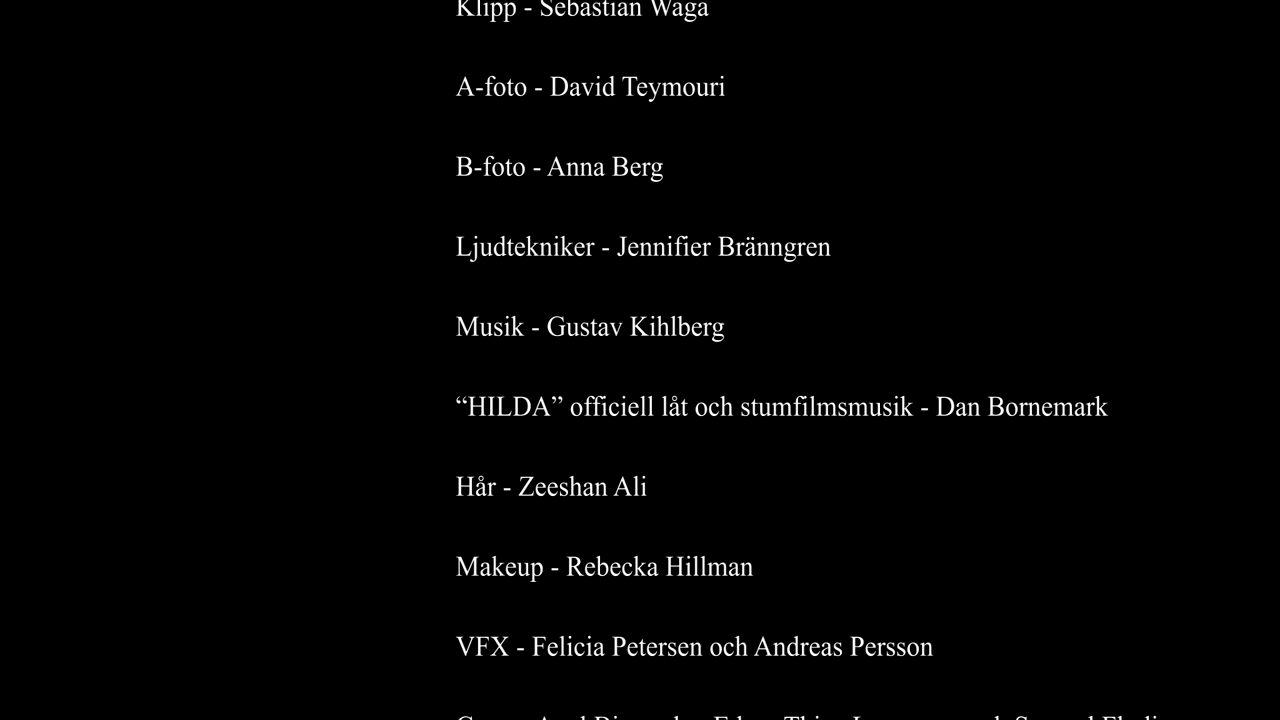 Klipp - Sebastian Waga
A-foto - David Teymouri
B-foto - Anna Berg
Ljudtekniker - Jennifier Bränngren
Musik - Gustav Kihlberg
“HILDA” officiell låt och stumfilmsmusik - Dan Bornemark
Hår - Zeeshan Ali
Makeup - Rebecka Hillman
VFX - Felicia Petersen och Andreas Persson